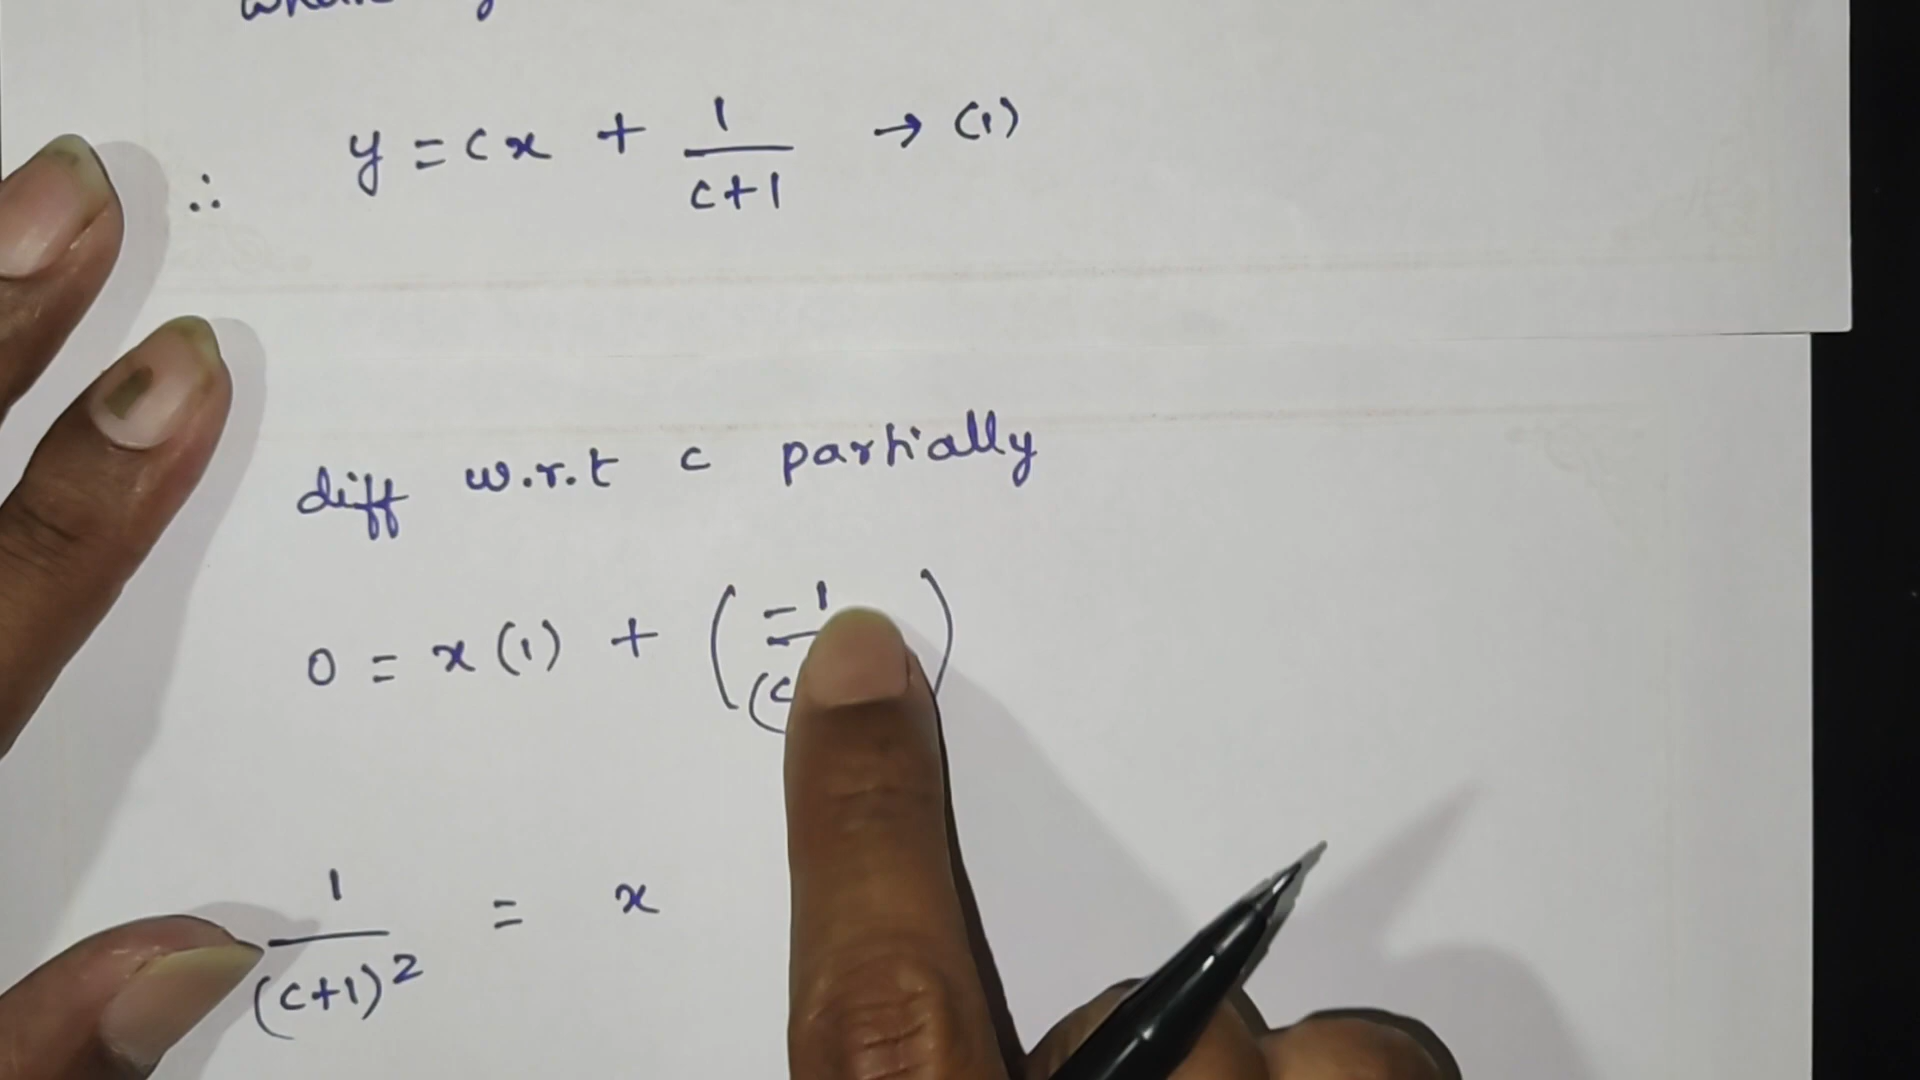 ∴ y = cx + 1/(c+1) → (1)
diff w.r.t c partially
0 = x(1) + (-1/(c
1/(c+1)² = x